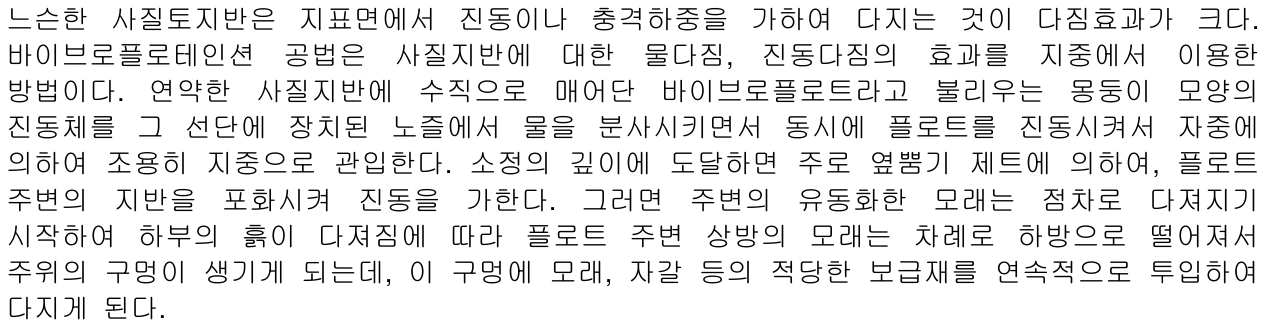 느슨한 사질토지반은 지표면에서 진동이나 충격하중을 가하여 다지는 것이 다짐효과가 크다.
바이브로플로테인션 공법은 사질지반에 대한 물다짐, 진동다짐의 효과를 지중에서 이용한
방법이다. 연약한 사질지반에 수직으로 매어단 바이브로플로트라고 불리우는 몽둥이 모양의
진동체를 그 선단에 장치된 노즐에서 물을 분사시키면서 동시에 플로트를 진동시켜서 자중에
의하여 조용히 지중으로 관입한다. 소정의 깊이에 도달하면 주로 옆뿜기 제트에 의하여, 플로트
주변의 지반을 포화시켜 진동을 가한다. 그러면 주변의 유동화한 모래는 점차로 다져지기
시작하여 하부의 흙이 다져짐에 따라 플로트 주변 상방의 모래는 차례로 하방으로 떨어져서
주위의 구멍이 생기게 되는데, 이 구멍에 모래, 자갈 등의 적당한 보급재를 연속적으로 투입하여
다지게 된다.